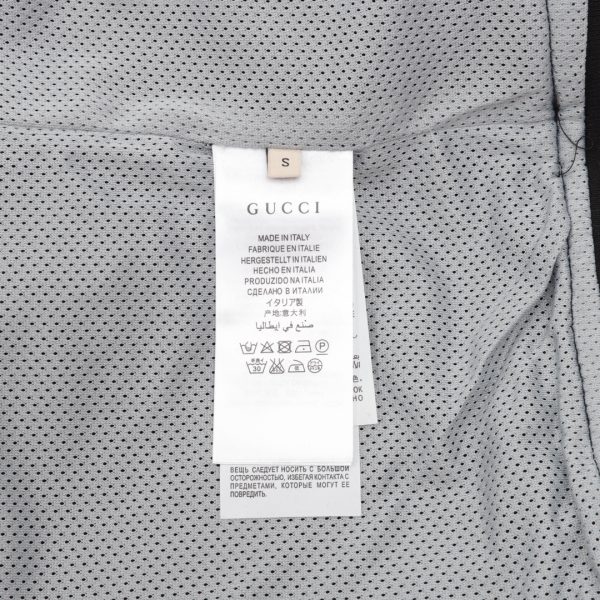 S
GUCCI
MADE IN ITALY
FABRIQUE EN ITALIE
HERGESTELLT IN ITALIEN
HECHO EN ITALIA
PRODUZIDO NA ITALIA
СДЕЛАНО В ИТАЛИИ
イタリア製
产地:意大利
صنع في إيطاليا
P
30
ВЕЩЬ СЛЕДУЕТ НОСИТЬ С БОЛЬШОЙ
ОСТОРОЖНОСТЬЮ, ИЗБЕГАЯ КОНТАКТА С
ПРЕДМЕТАМИ, КОТОРЫЕ МОГУТ ЕЕ
ПОВРЕДИТЬ.